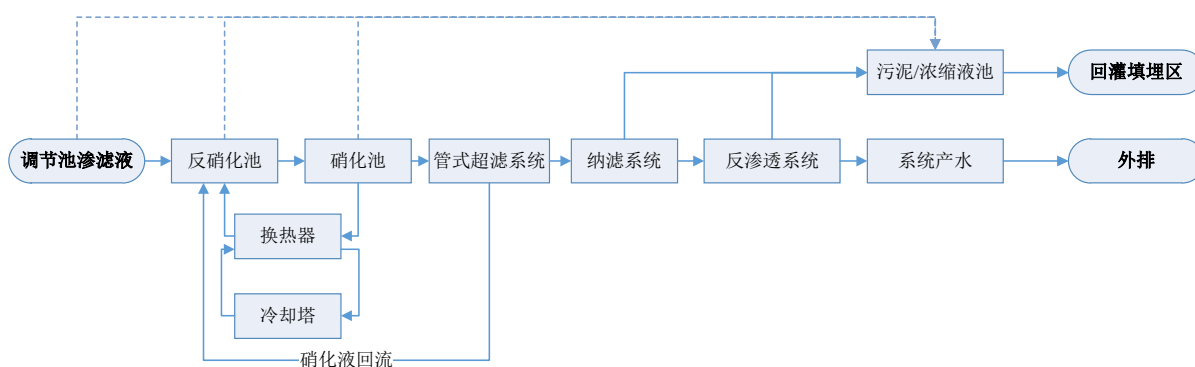 污泥/浓缩液池
回灌填埋区
调节池渗滤液
反硝化池
硝化池
管式超滤系统
纳滤系统
反渗透系统
系统产水
外排
换热器
冷却塔
硝化液回流